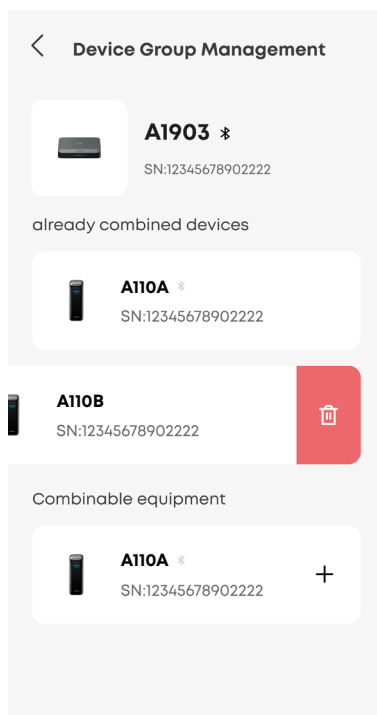 Device Group Management
A1903
SN:12345678902222
already combined devices
A110A
SN:12345678902222
A110B
SN:12345678902222
Combinable equipment
A110A
SN:12345678902222